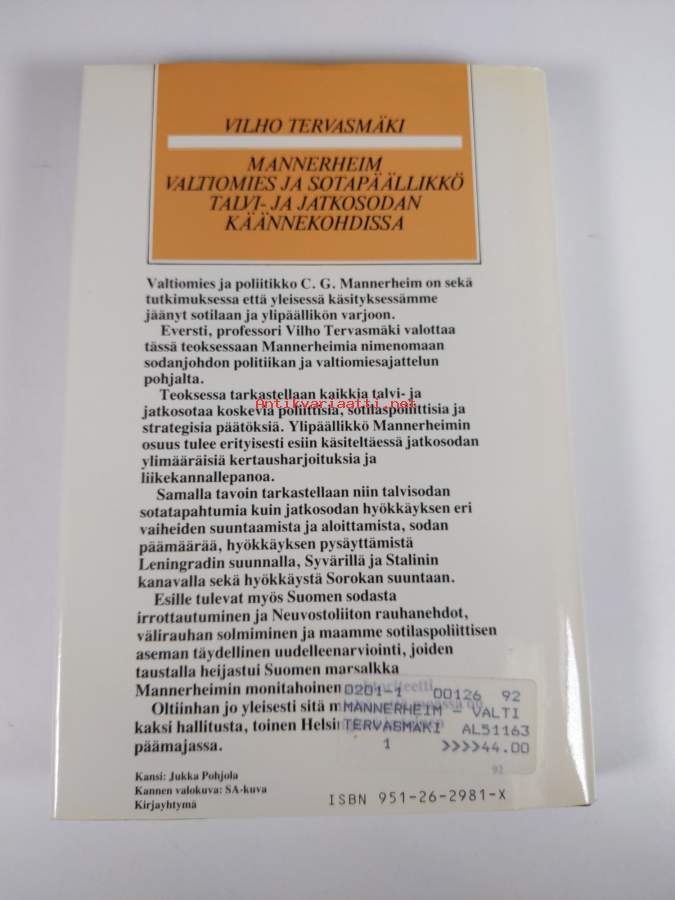 VILHO TERVASMÄKI
MANNERHEIM
VALTIOMIES JA SOTAPÄÄLLIKKÖ
TALVI- JA JATKOSODAN
KÄÄNNEKOHDISSA
Valtiomies ja poliitikko C. G. Mannerheim on sekä
tutkimuksessa että yleisessä käsityksessämme
jäänyt sotilaan ja ylipäällikön varjoon.
Eversti, professori Vilho Tervasmäki valottaa
tässä teoksessaan Mannerheimia nimenomaan
sodanjohdon politiikan ja valtiomiesajattelun
pohjalta.
Teoksessa tarkastellaan kaikkia talvi- ja
Antikvariaatti.net
jatkosotaa koskevia poliittisia, sotilaspoliittisia ja
strategisia päätöksiä. Ylipäällikkö Mannerheimin
osuus tulee erityisesti esiin käsiteltäessä jatkosodan
ylimääräisiä kertausharjoituksia ja
liikekannallepanoa.
Samalla tavoin tarkastellaan niin talvisodan
sotatapahtumia kuin jatkosodan hyökkäyksen eri
vaiheiden suuntaamista ja aloittamista, sodan
päämäärää, hyökkäyksen pysäyttämistä
Leningradin suunnalla, Syvärillä ja Stalinin
kanavalla sekä hyökkäystä Sorokan suuntaan.
Esille tulevat myös Suomen sodasta
irrottautuminen ja Neuvostoliiton rauhanehdot,
välirauhan solmiminen ja maamme sotilaspoliittisen
aseman täydellinen uudelleenarviointi, joiden
taustalla heijastui Suomen marsalkka
Mannerheimin monitahoinen auktoriteetti.
Oltiinhan jo yleisesti sitä
kaksi hallitusta, toinen
päämajassa.
0201-1 00126 92
MANNERHEIM - VALTI
TERVASMÄKI AL51163
1 >>>>44.00
Kansi: Jukka Pohjola
Kannen valokuva: SA-kuva
Kirjayhtymä
ISBN 951-26-2981-X